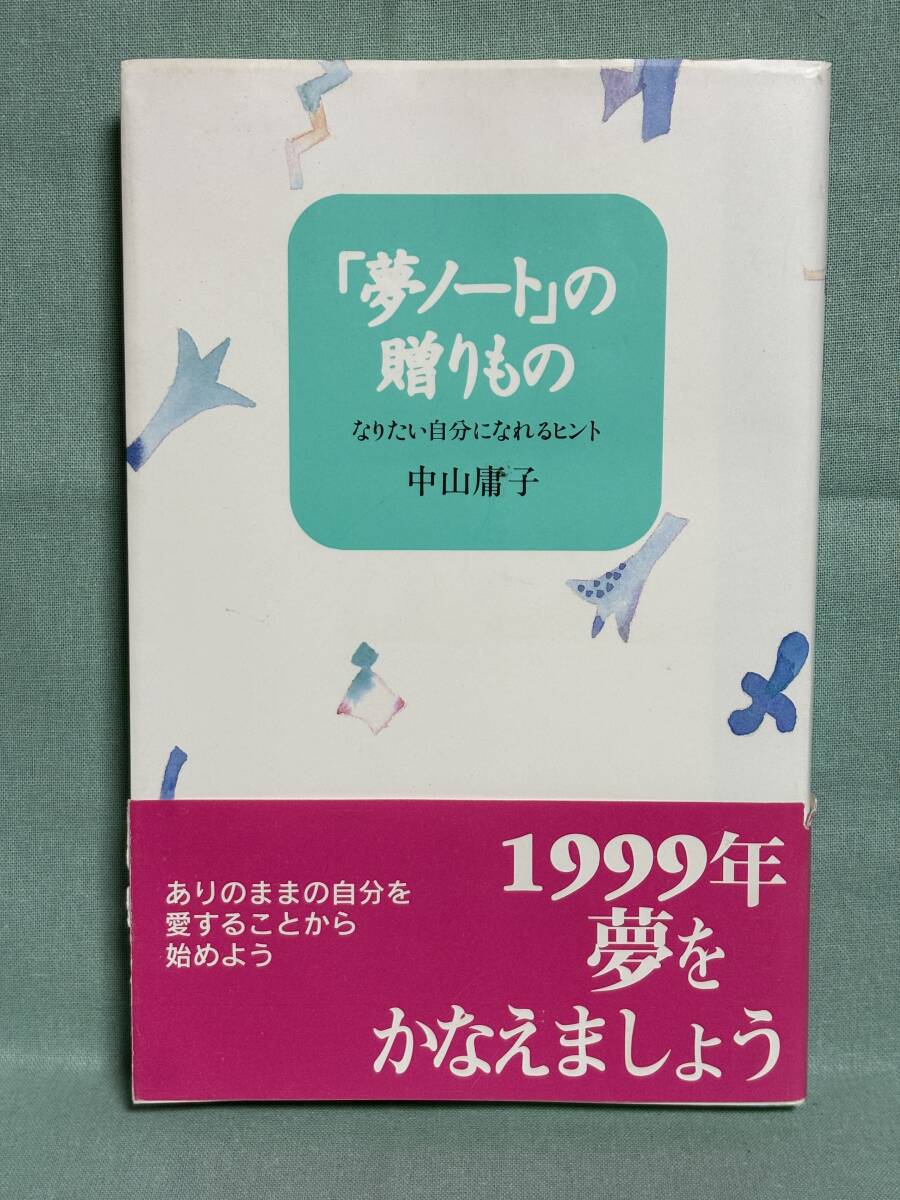 「夢ノート」の
贈りもの
なりたい自分になれるヒント
中山庸子
1999年
夢を
かなえましょう
ありのままの自分を
愛することから
始めよう